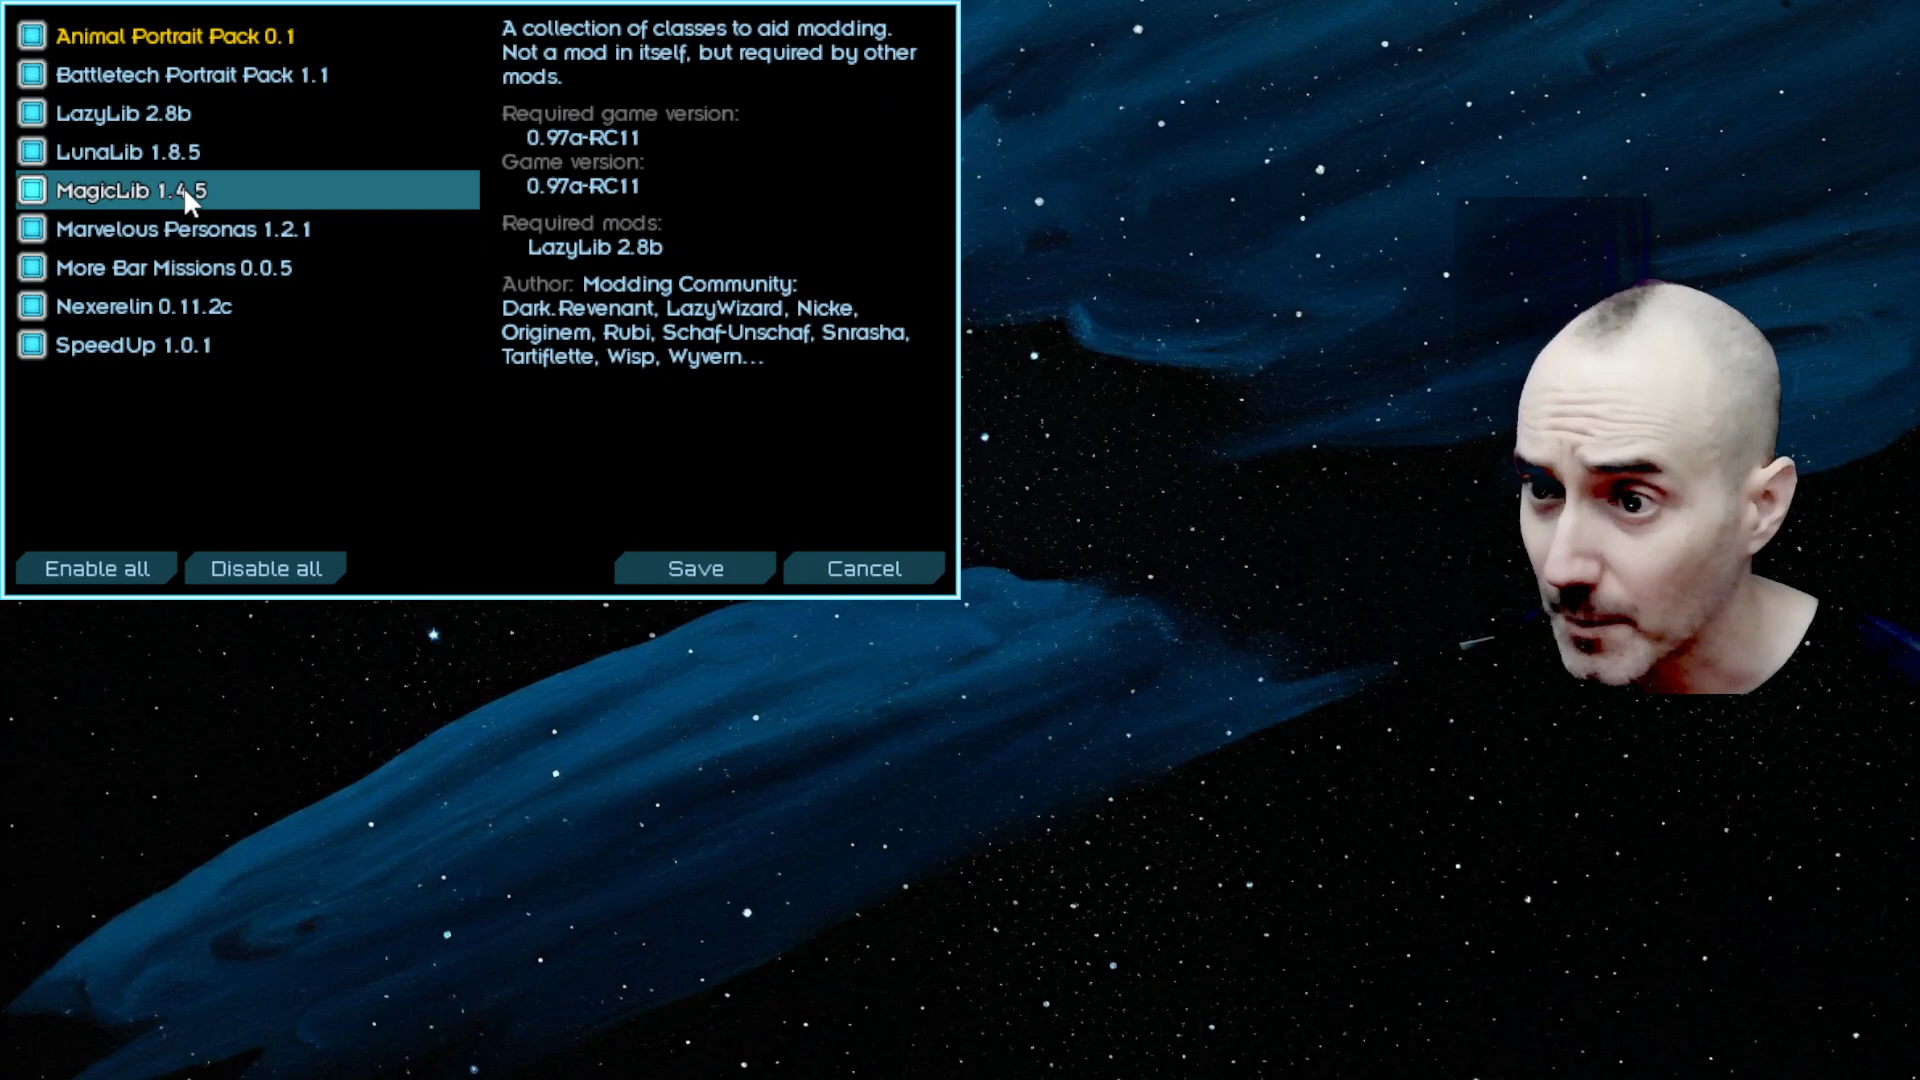 Animal Portrait Pack 0.1
Battletech Portrait Pack 1.1
LazyLib 2.8b
LunaLib 1.8.5
MagicLib 1.4.5
Marvelous Personas 1.2.1
More Bar Missions 0.0.5
Nexerelin 0.11.2c
SpeedUp 1.0.1
A collection of classes to aid modding.
Not a mod in itself, but required by other
mods.
Required game version:
0.97a-RC11
Game version:
0.97a-RC11
Required mods:
LazyLib 2.8b
Author: Modding Community:
Dark.Revenant, LazyWizard, Nicke,
Originem, Rubi, Schaf-Unschaf, Snrasha,
Tartiflette, Wisp, Wyvern...
Enable all
Disable all
Save
Cancel